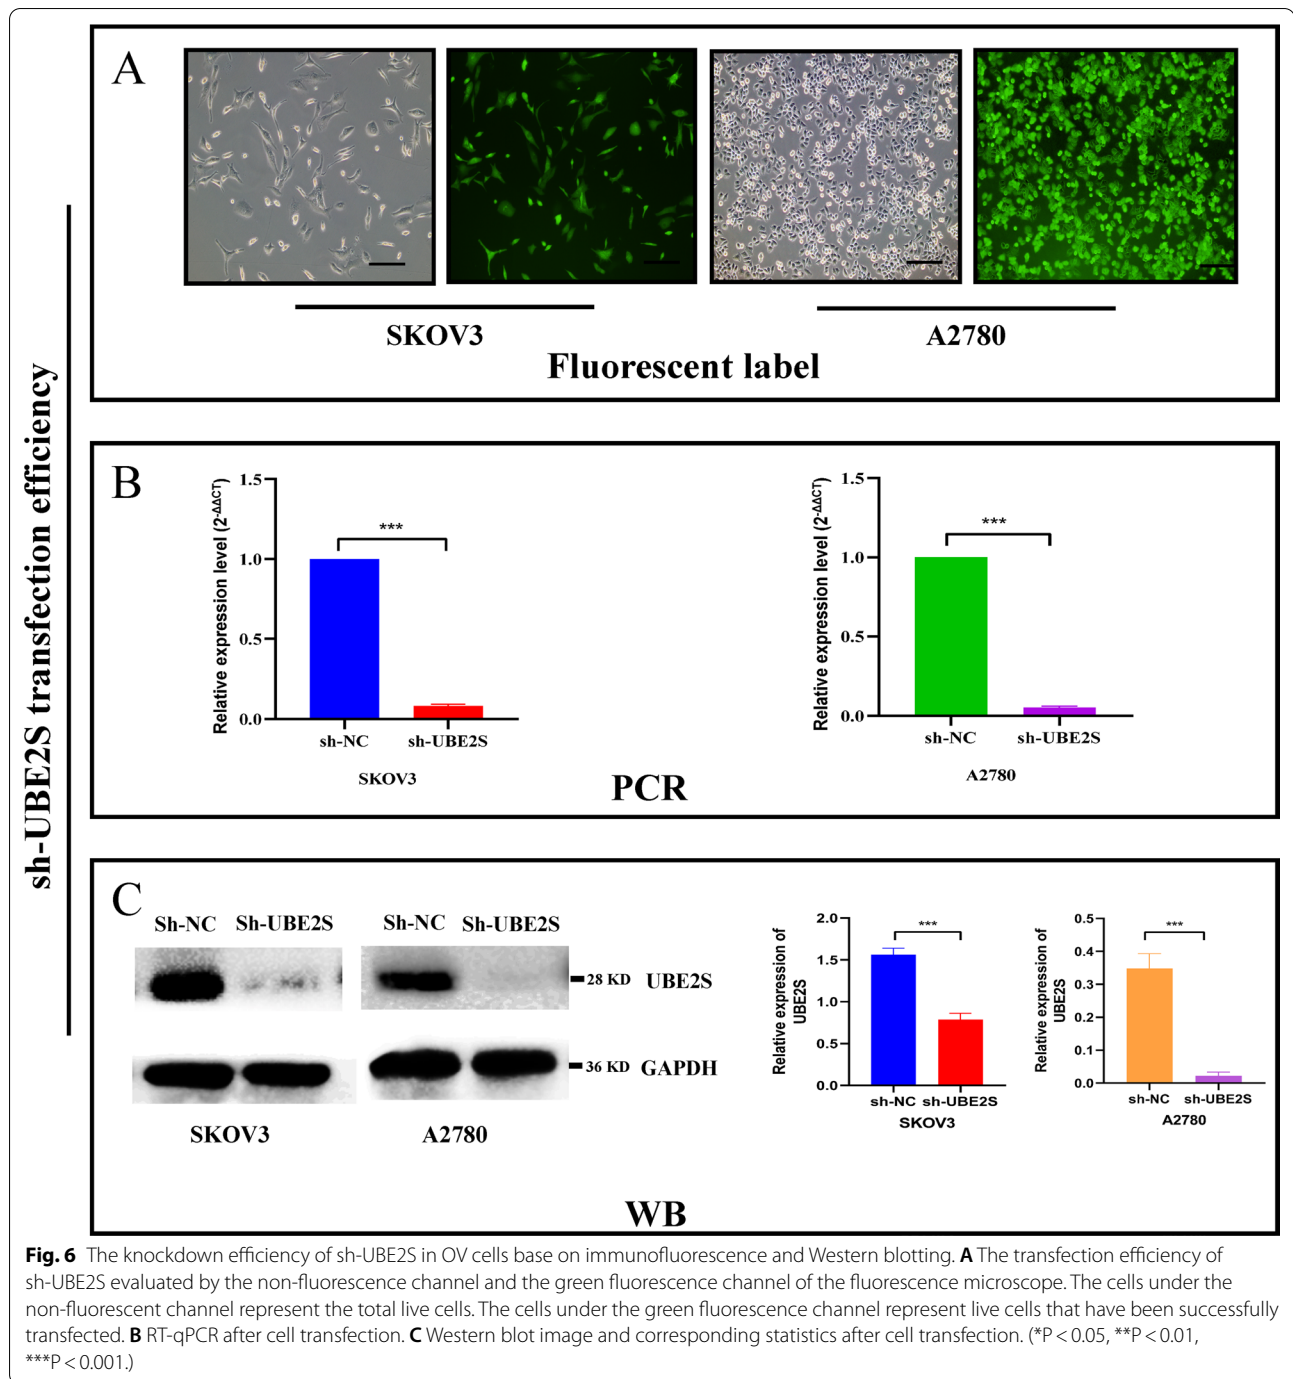 sh-UBE2S transfection efficiency
A
SKOV3
A2780
Fluorescent label
B
Relative expression level (2-ΔΔCT)
1.5
1.0
0.5
0.0
***
sh-NC sh-UBE2S
SKOV3
Relative expression level (2-ΔΔCT)
1.5
1.0
0.5
0.0
***
sh-NC sh-UBE2S
A2780
PCR
C
Sh-NC Sh-UBE2S
Sh-NC Sh-UBE2S
28 KD UBE2S
36 KD GAPDH
SKOV3
A2780
Relative expression of
UBE2S
2.0
1.5
1.0
0.5
0.0
***
sh-NC sh-UBE2S
SKOV3
Relative expression of
UBE2S
0.5
0.4
0.3
0.2
0.1
0.0
***
sh-NC sh-UBE2S
A2780
WB
Fig. 6 The knockdown efficiency of sh-UBE2S in OV cells base on immunofluorescence and Western blotting. A The transfection efficiency of
sh-UBE2S evaluated by the non-fluorescence channel and the green fluorescence channel of the fluorescence microscope. The cells under the
non-fluorescent channel represent the total live cells. The cells under the green fluorescence channel represent live cells that have been successfully
transfected. B RT-qPCR after cell transfection. C Western blot image and corresponding statistics after cell transfection. (*P < 0.05, **P < 0.01,
***P < 0.001.)